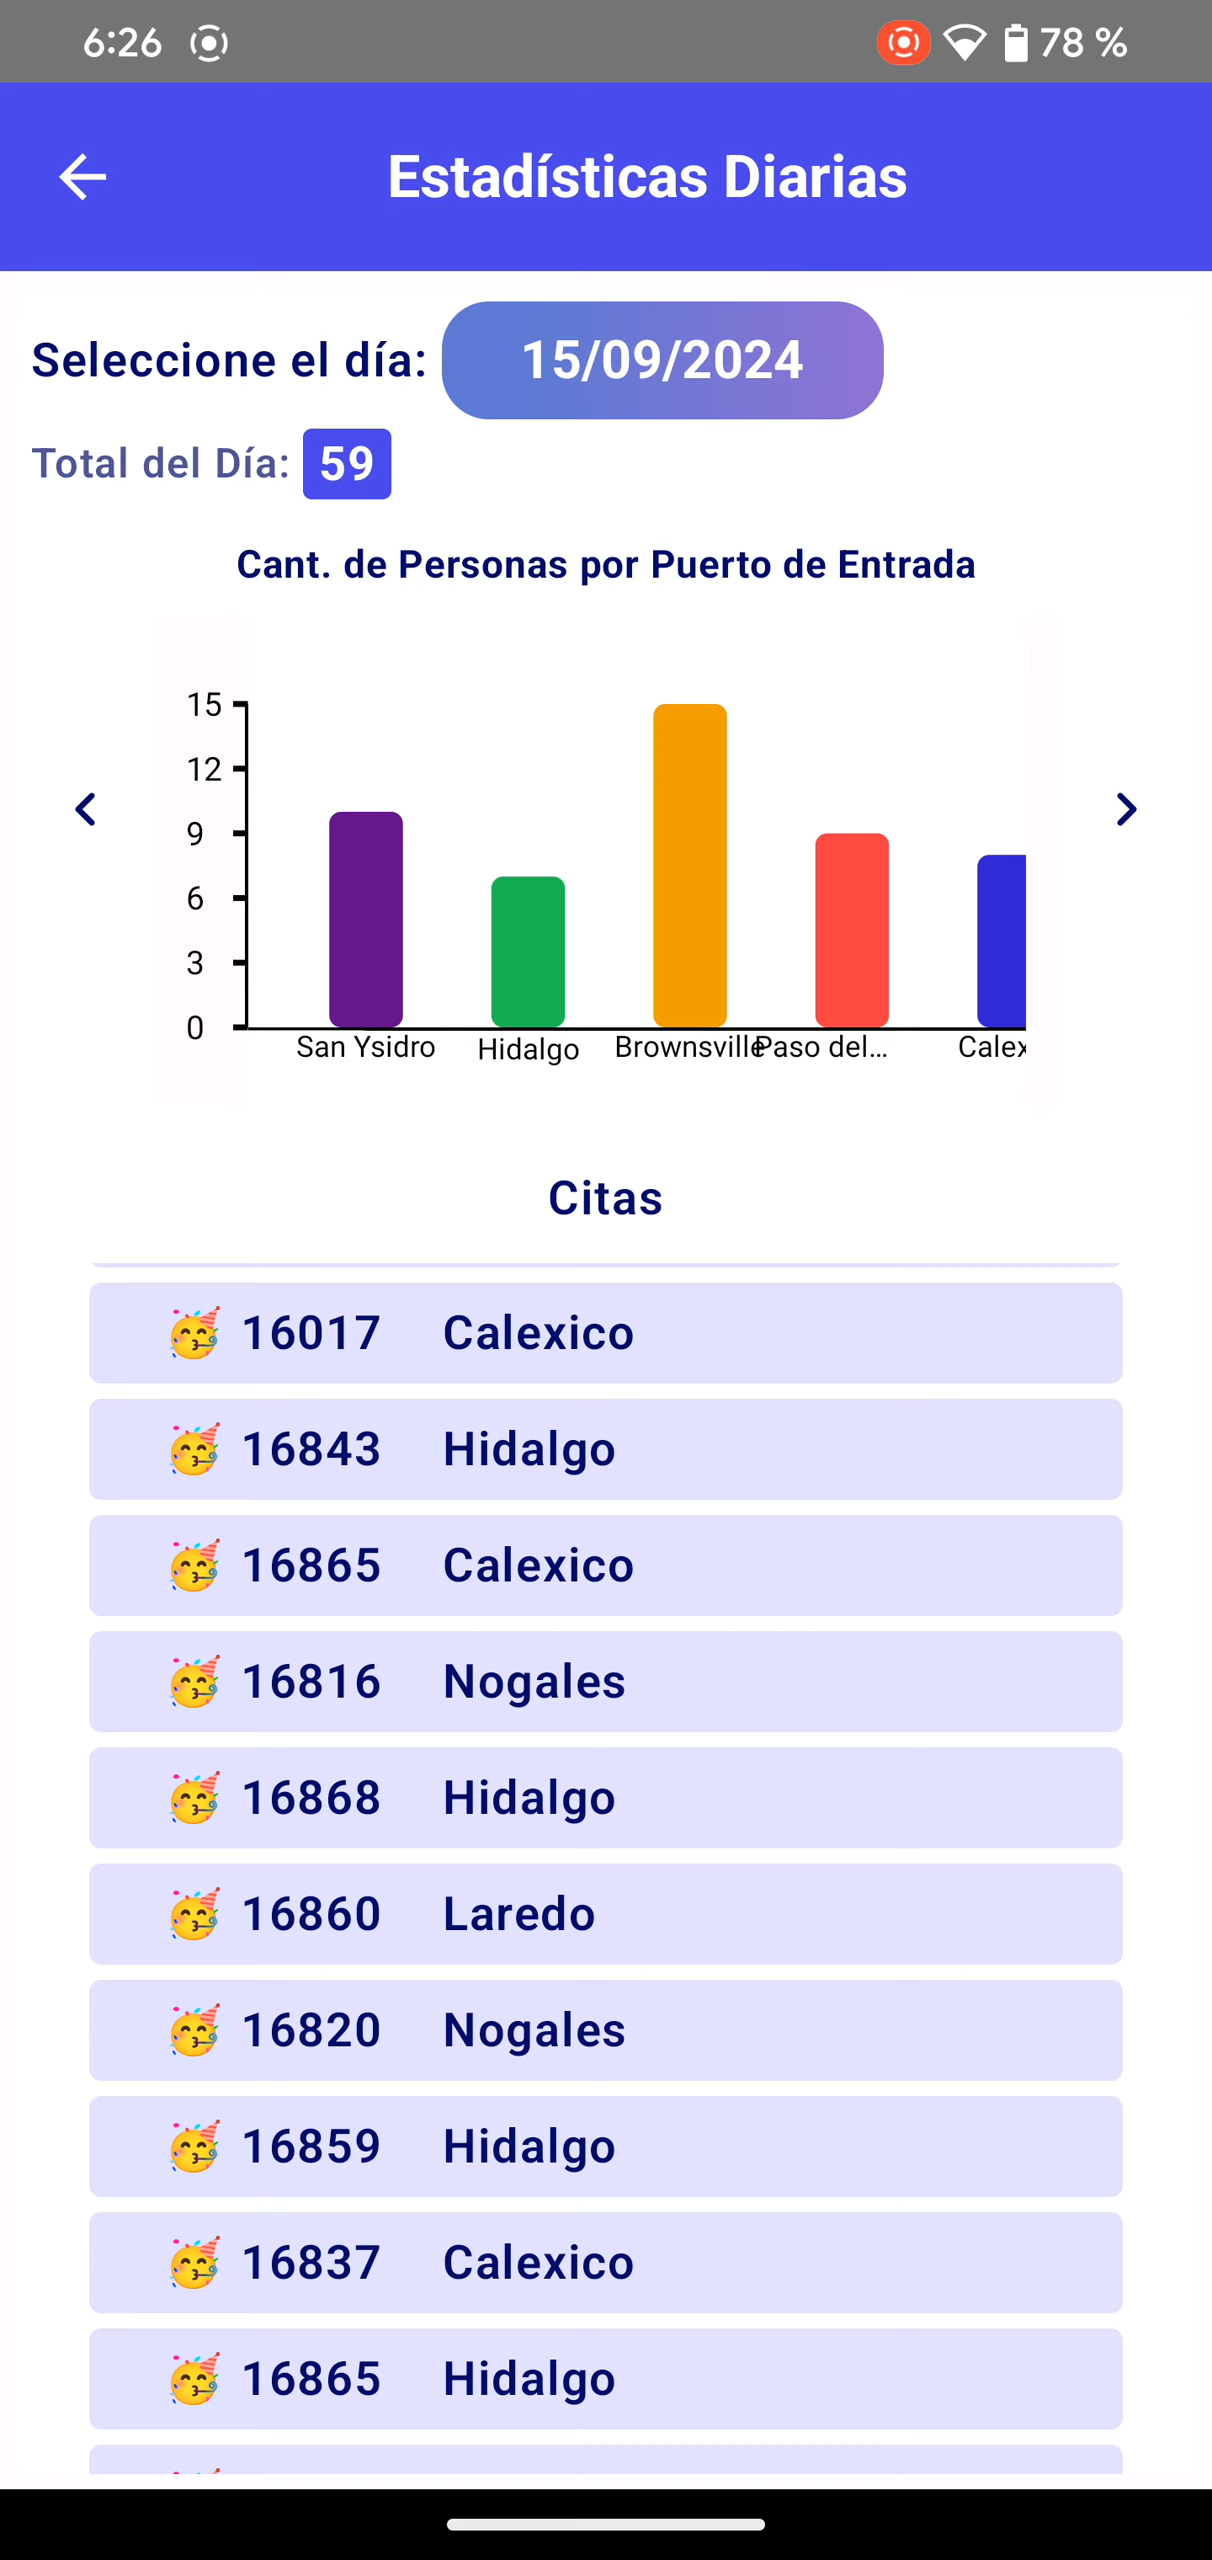 6:26
78 %
Estadísticas Diarias
Seleccione el día: 15/09/2024
Total del Día: 59
Cant. de Personas por Puerto de Entrada
15
12
9
6
3
0
San Ysidro Hidalgo Brownsville Paso del... Calex
Citas
16017 Calexico
16843 Hidalgo
16865 Calexico
16816 Nogales
16868 Hidalgo
16860 Laredo
16820 Nogales
16859 Hidalgo
16837 Calexico
16865 Hidalgo